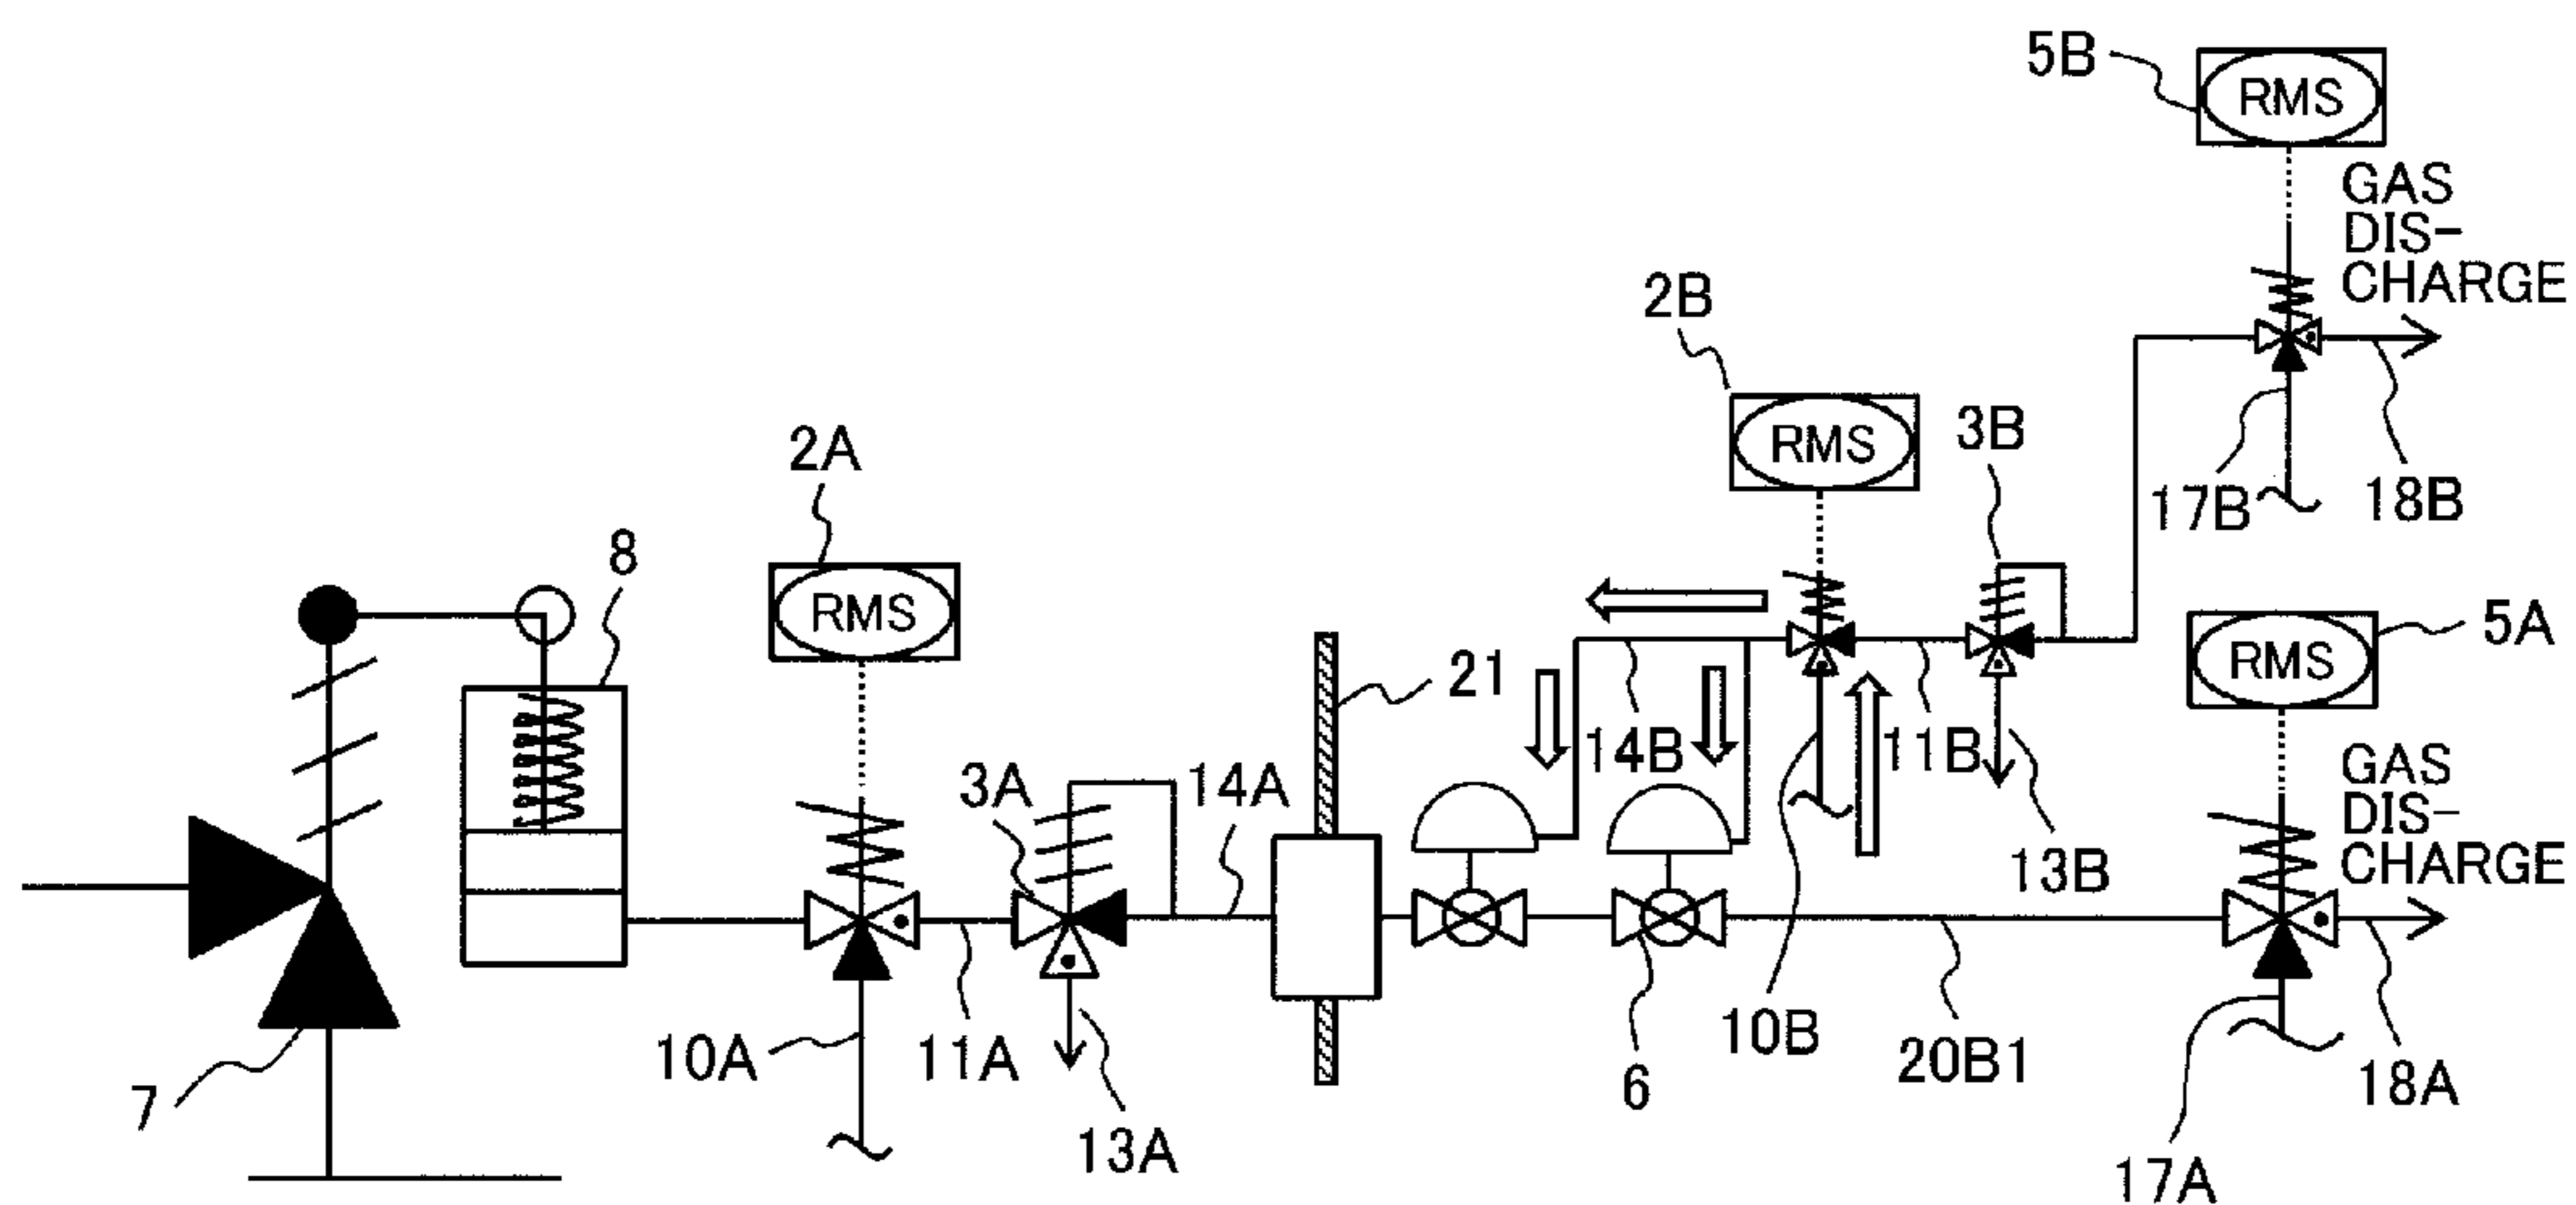 5B
RMS
GAS
DIS-
CHARGE
2B
RMS
3B
17B
18B
2A
RMS
8
5A
RMS
21
14B
11B
3A
14A
GAS
DIS-
CHARGE
13B
10A
11A
10B
20B1
6
18A
7
13A
17A